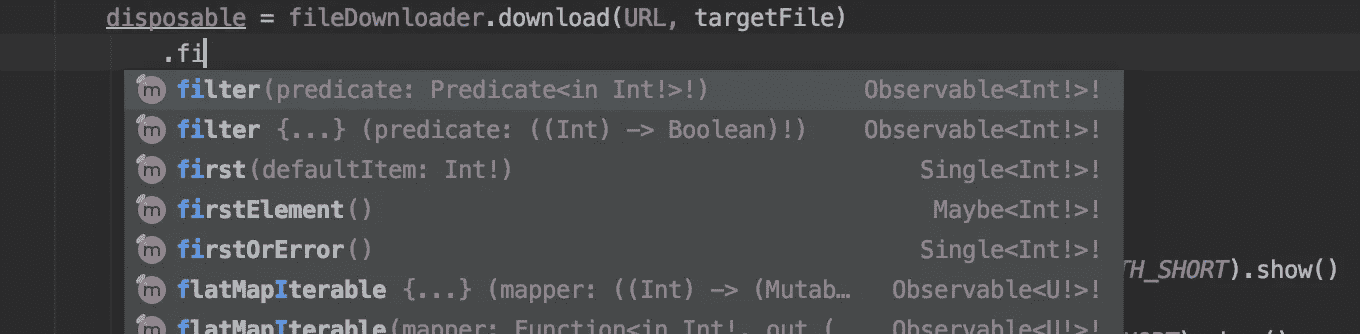 disposable = fileDownloader.download(URL, targetFile)
.fi
m filter(predicate: Predicate<in Int!>!) Observable<Int!>!
m filter {...} (predicate: ((Int) -> Boolean)!) Observable<Int!>!
m first(defaultItem: Int!) Single<Int!>!
m firstElement() Maybe<Int!>!
m firstOrError() Single<Int!>!
TH_SHORT).show()
m flatMapIterable {...} (mapper: ((Int) -> (Mutab… Observable<U!>!
m flatMapIterable(mapper: Function<in Int!, out ( Observable<U!>!